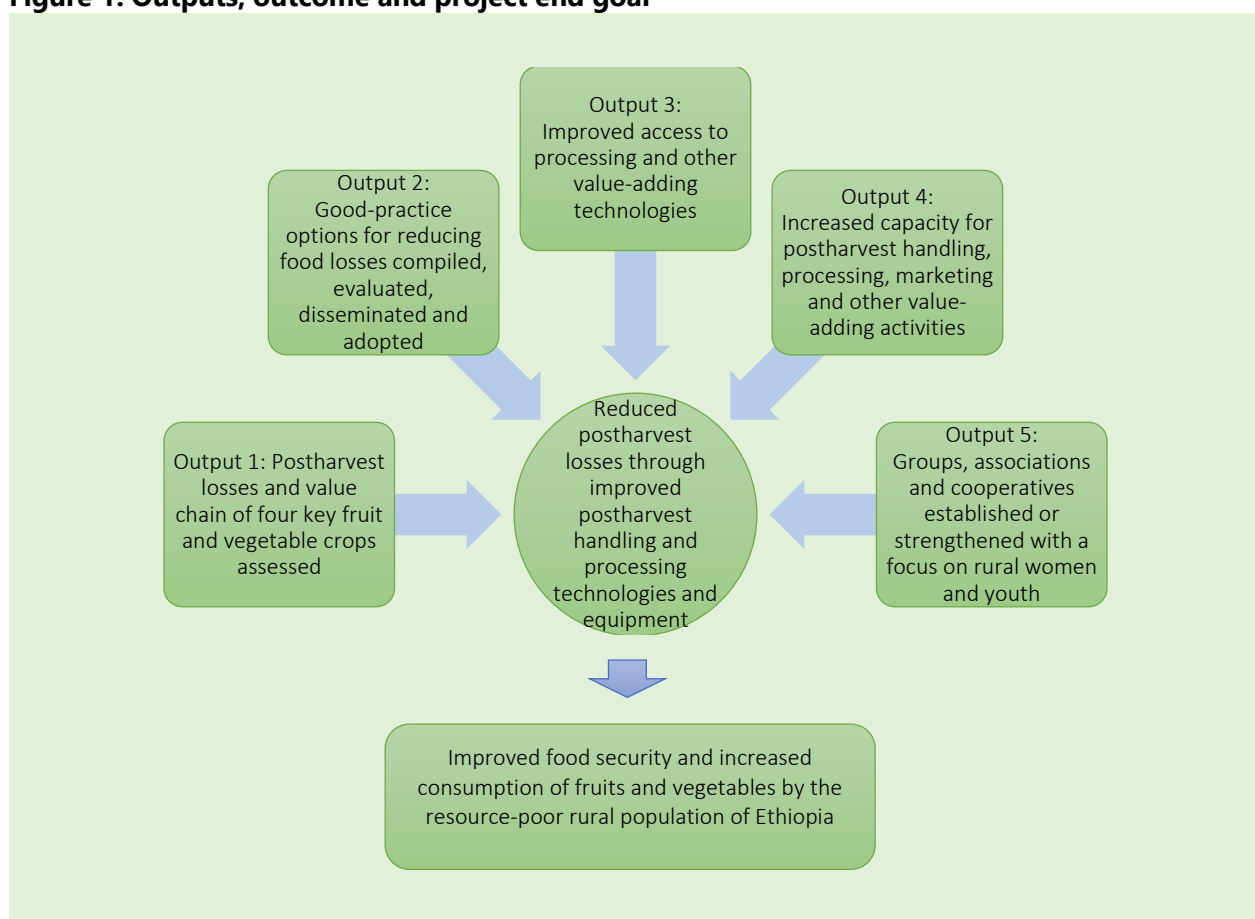 Figure 1: Outputs, outcome and project end goal
Output 1: Postharvest
losses and value
chain of four key fruit
and vegetable crops
assessed
Output 2:
Good-practice
options for reducing
food losses compiled,
evaluated,
disseminated and
adopted
Output 3:
Improved access to
processing and other
value-adding
technologies
Output 4:
Increased capacity for
postharvest handling,
processing, marketing
and other value-
adding activities
Output 5:
Groups, associations
and cooperatives
established or
strengthened with a
focus on rural women
and youth
Reduced
postharvest
losses through
improved
postharvest
handling and
processing
technologies and
equipment
Improved food security and increased
consumption of fruits and vegetables by the
resource-poor rural population of Ethiopia